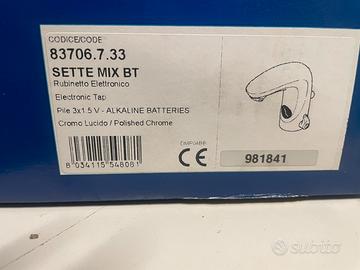 CODICE/CODE
83706.7.33
SETTE MIX BT
Rubinetto Elettronico
Electronic Tap
Pile 3x1.5 V - ALKALINE BATTERIES
Cromo Lucido / Polished Chrome
8 034115 548081
CE
981841
subito